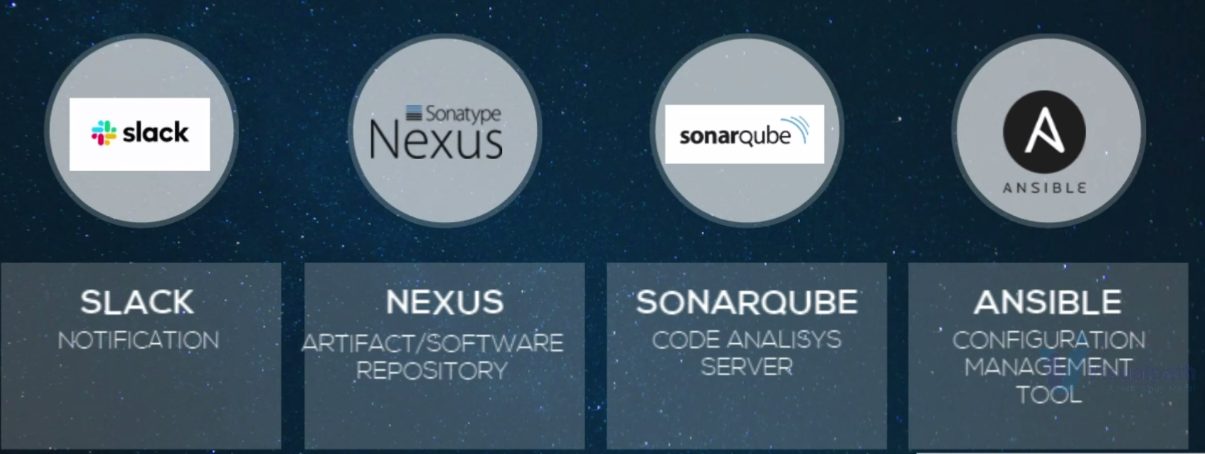 slack
Sonatype
Nexus
sonarqube
ANSIBLE
SLACK
NOTIFICATION
NEXUS
ARTIFACT/SOFTWARE
REPOSITORY
SONARQUBE
CODE ANALISYS
SERVER
ANSIBLE
CONFIGURATION
MANAGEMENT
TOOL